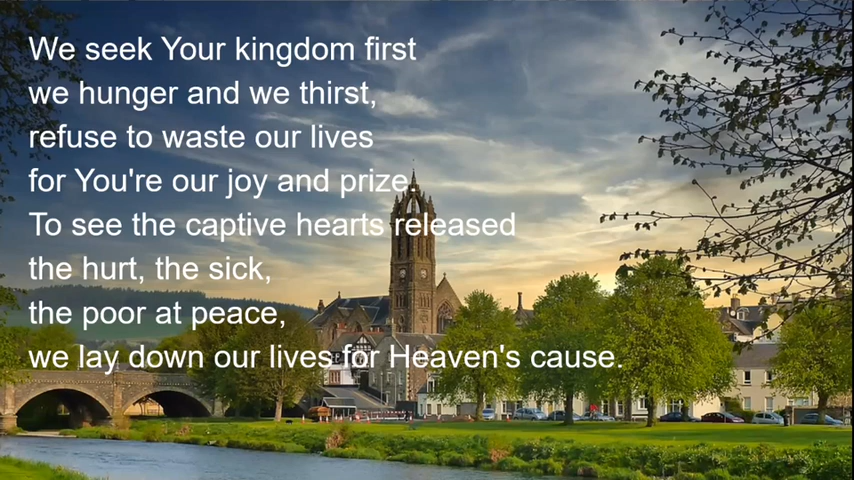 We seek Your kingdom first
we hunger and we thirst,
refuse to waste our lives
for You're our joy and prize.
To see the captive hearts released
the hurt, the sick,
the poor at peace,
we lay down our lives for Heaven's cause.